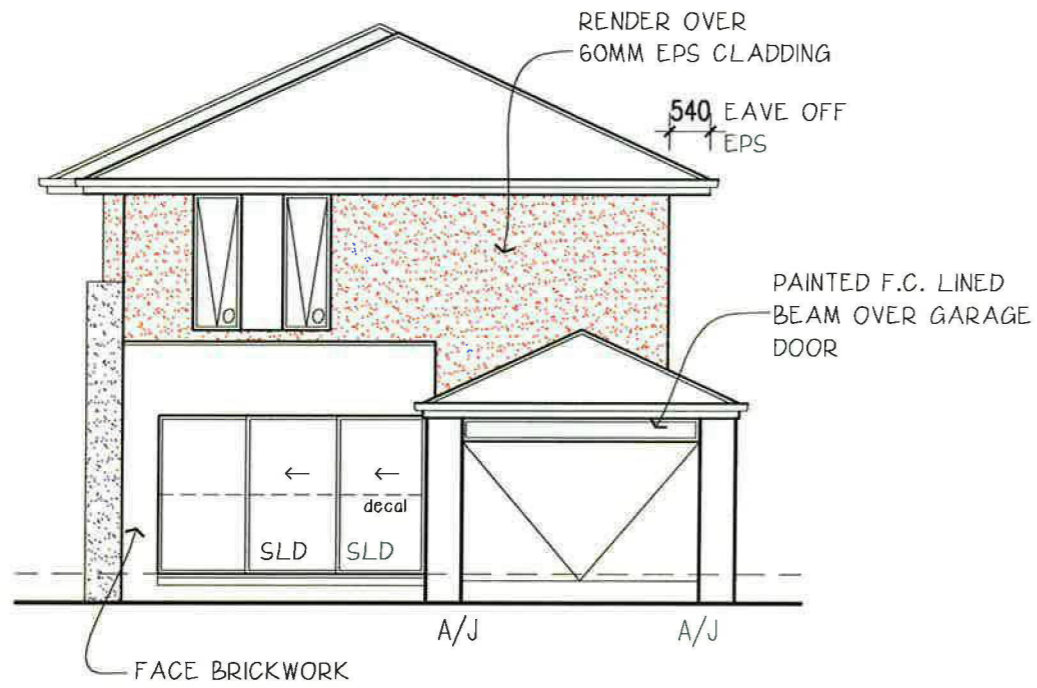 RENDER OVER
60MM EPS CLADDING
540 EAVE OFF
EPS
O O
PAINTED F.C. LINED
BEAM OVER GARAGE
DOOR
← ←
decal
SLD SLD
A/J A/J
FACE BRICKWORK